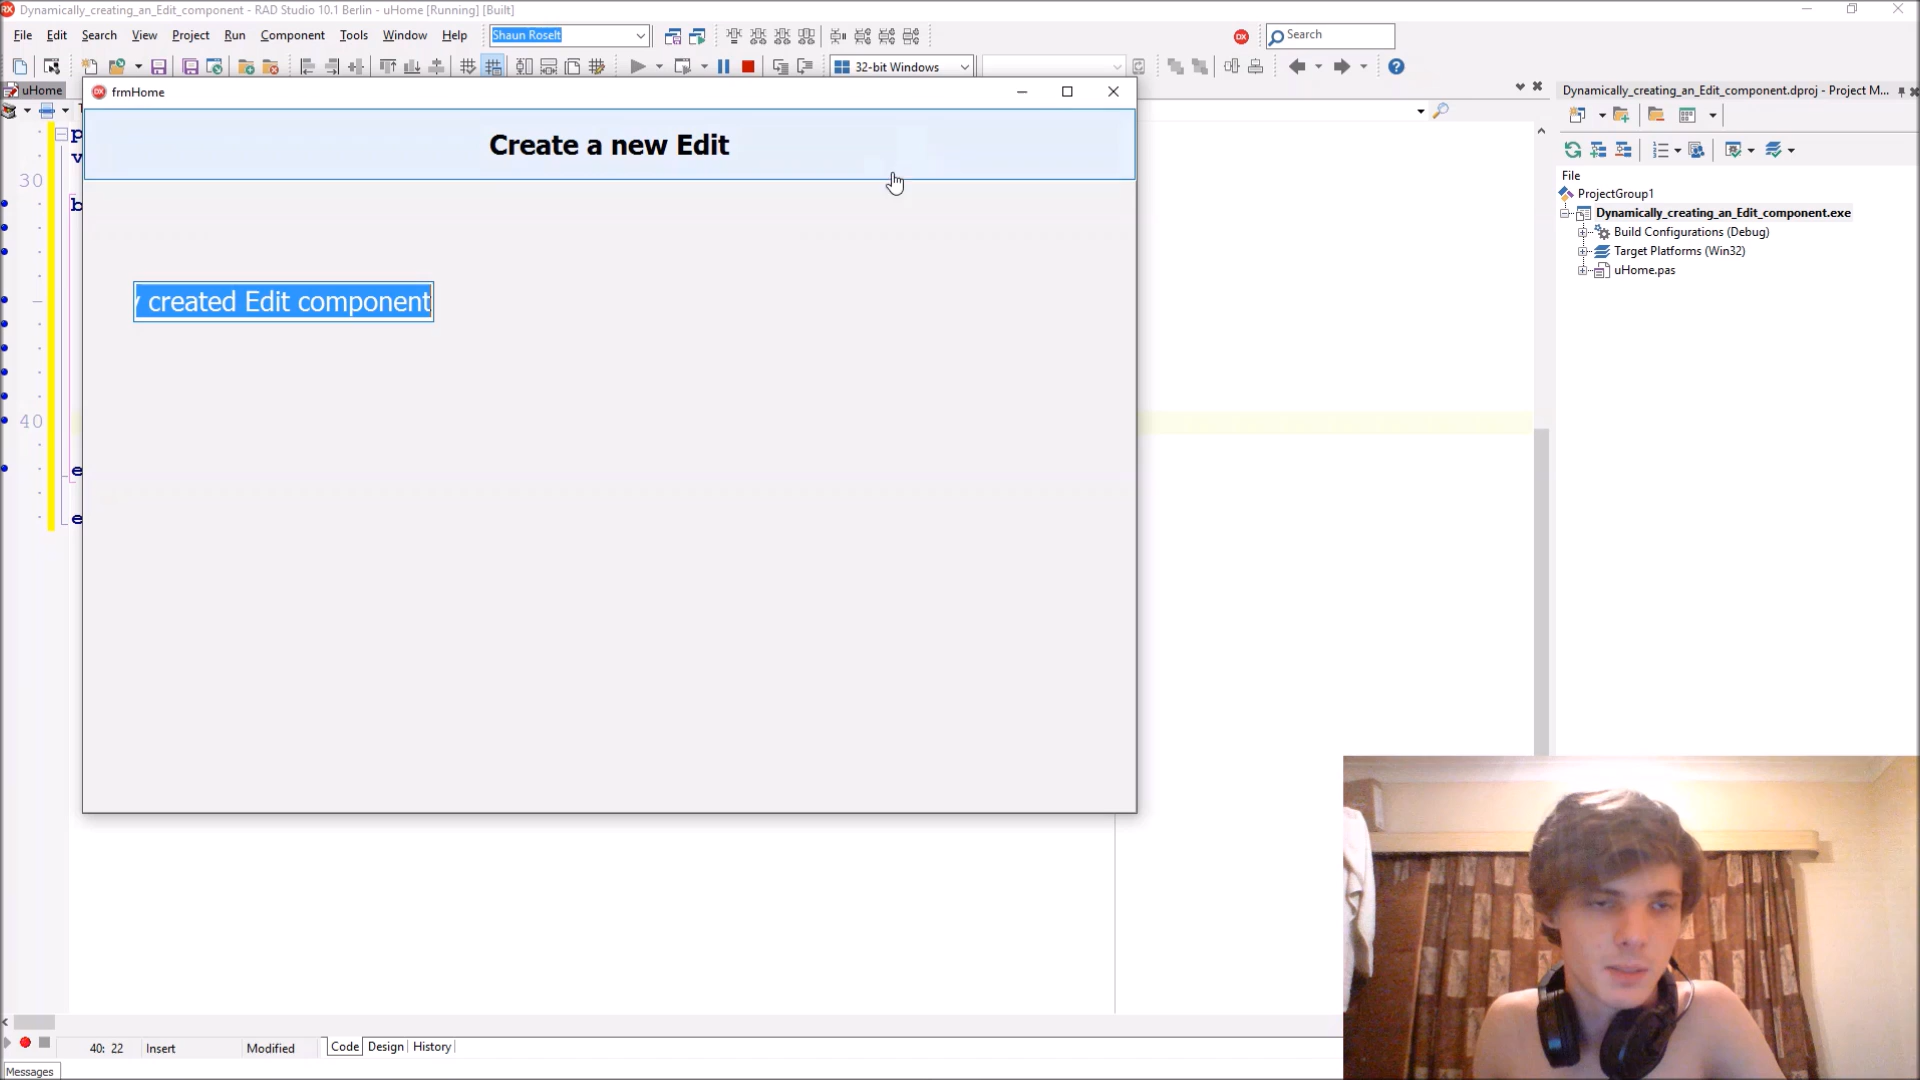 Dynamically_creating_an_Edit_component - RAD Studio 10.1 Berlin - uHome [Running] [Built]
File Edit Search View Project Run Component Tools Window Help Shaun Roselt Search
32-bit Windows
uHome
frmHome
Dynamically_creating_an_Edit_component.dproj - Project M...
Create a new Edit
File
ProjectGroup1
Dynamically_creating_an_Edit_component.exe
Build Configurations (Debug)
Target Platforms (Win32)
uHome.pas
30
created Edit component
40
40: 22 Insert Modified Code Design History
Messages